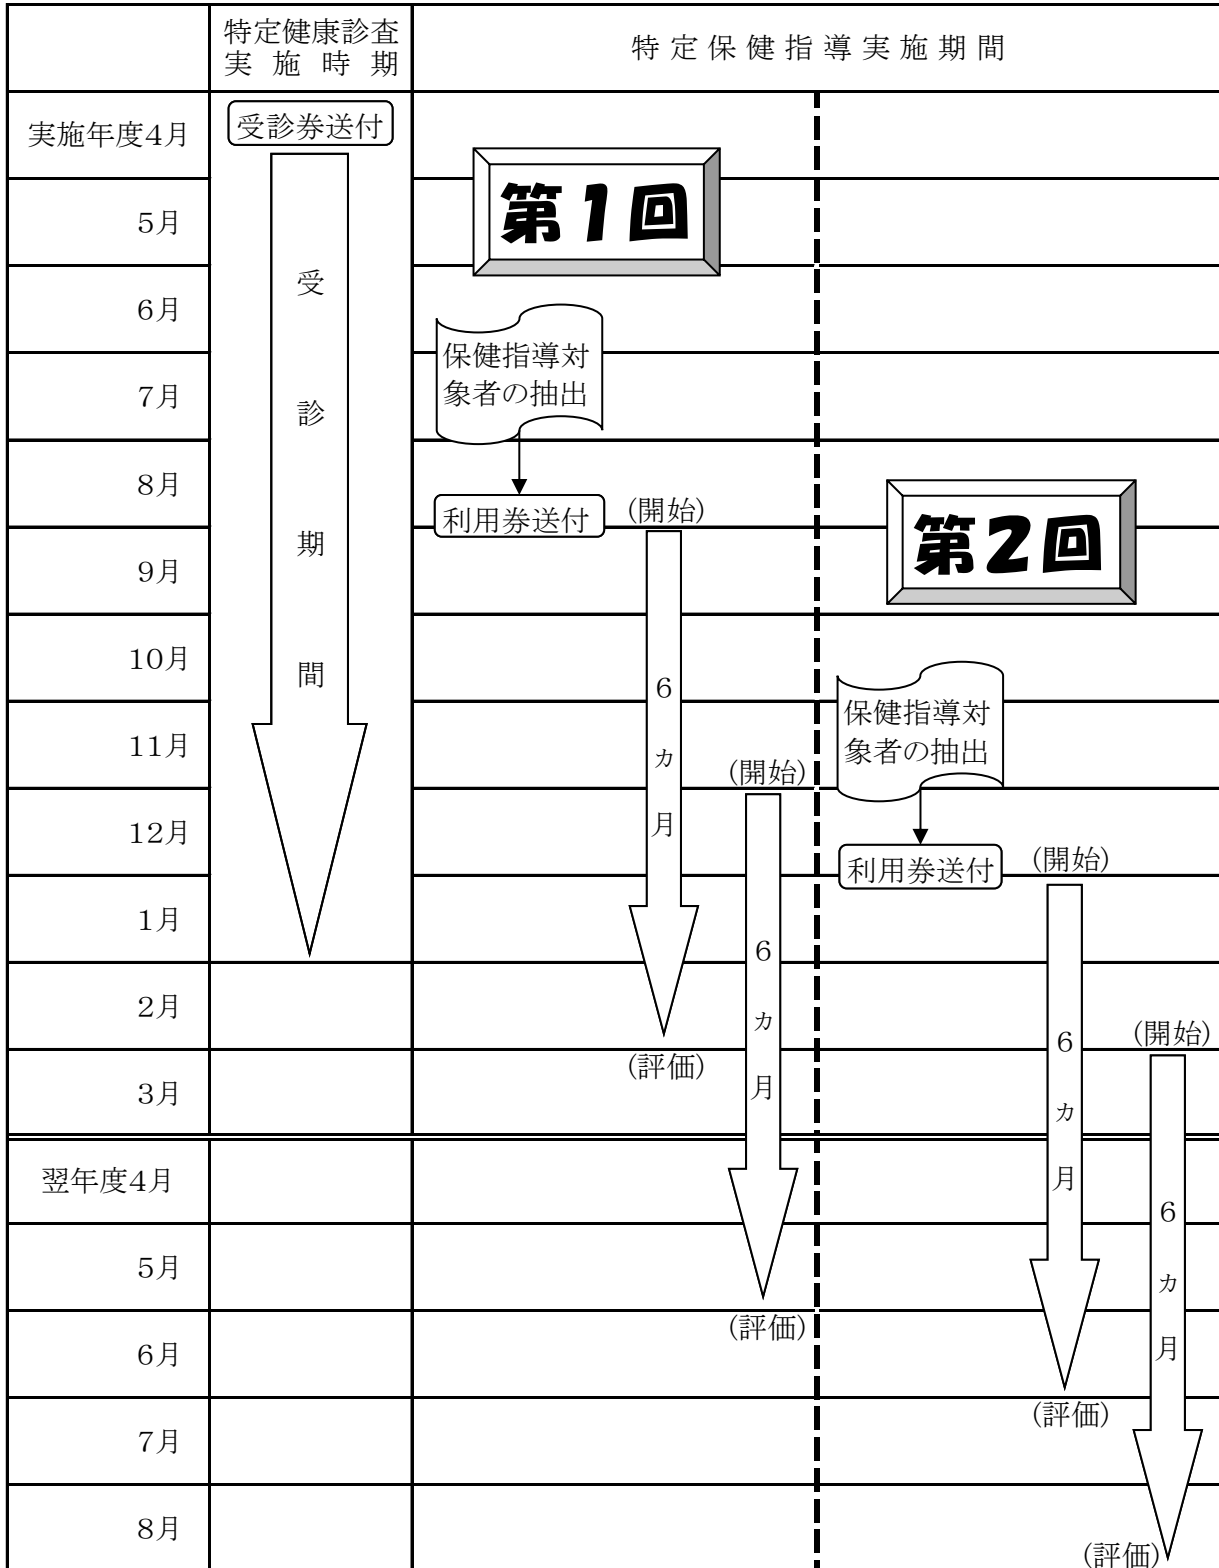 特定健康診査
実施時期
特定保健指導実施期間
実施年度4月
受診券送付
第1回
5月
受診期間
6月
保健指導対
象者の抽出
7月
8月
利用券送付
(開始)
第2回
9月
10月
6カ月
保健指導対
象者の抽出
11月
(開始)
12月
利用券送付
(開始)
1月
6カ月
2月
(開始)
6カ月
(評価)
3月
翌年度4月
6カ月
5月
(評価)
6月
(評価)
7月
8月
(評価)